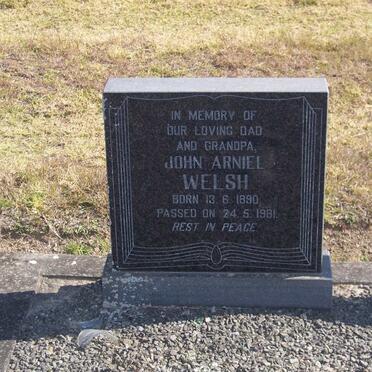 IN MEMORY OF
OUR LOVING DAD
AND GRANDPA,
JOHN ARNIEL
WELSH
BORN 13. 6. 1890.
PASSED ON 24. 5. 1981.
REST IN PEACE.